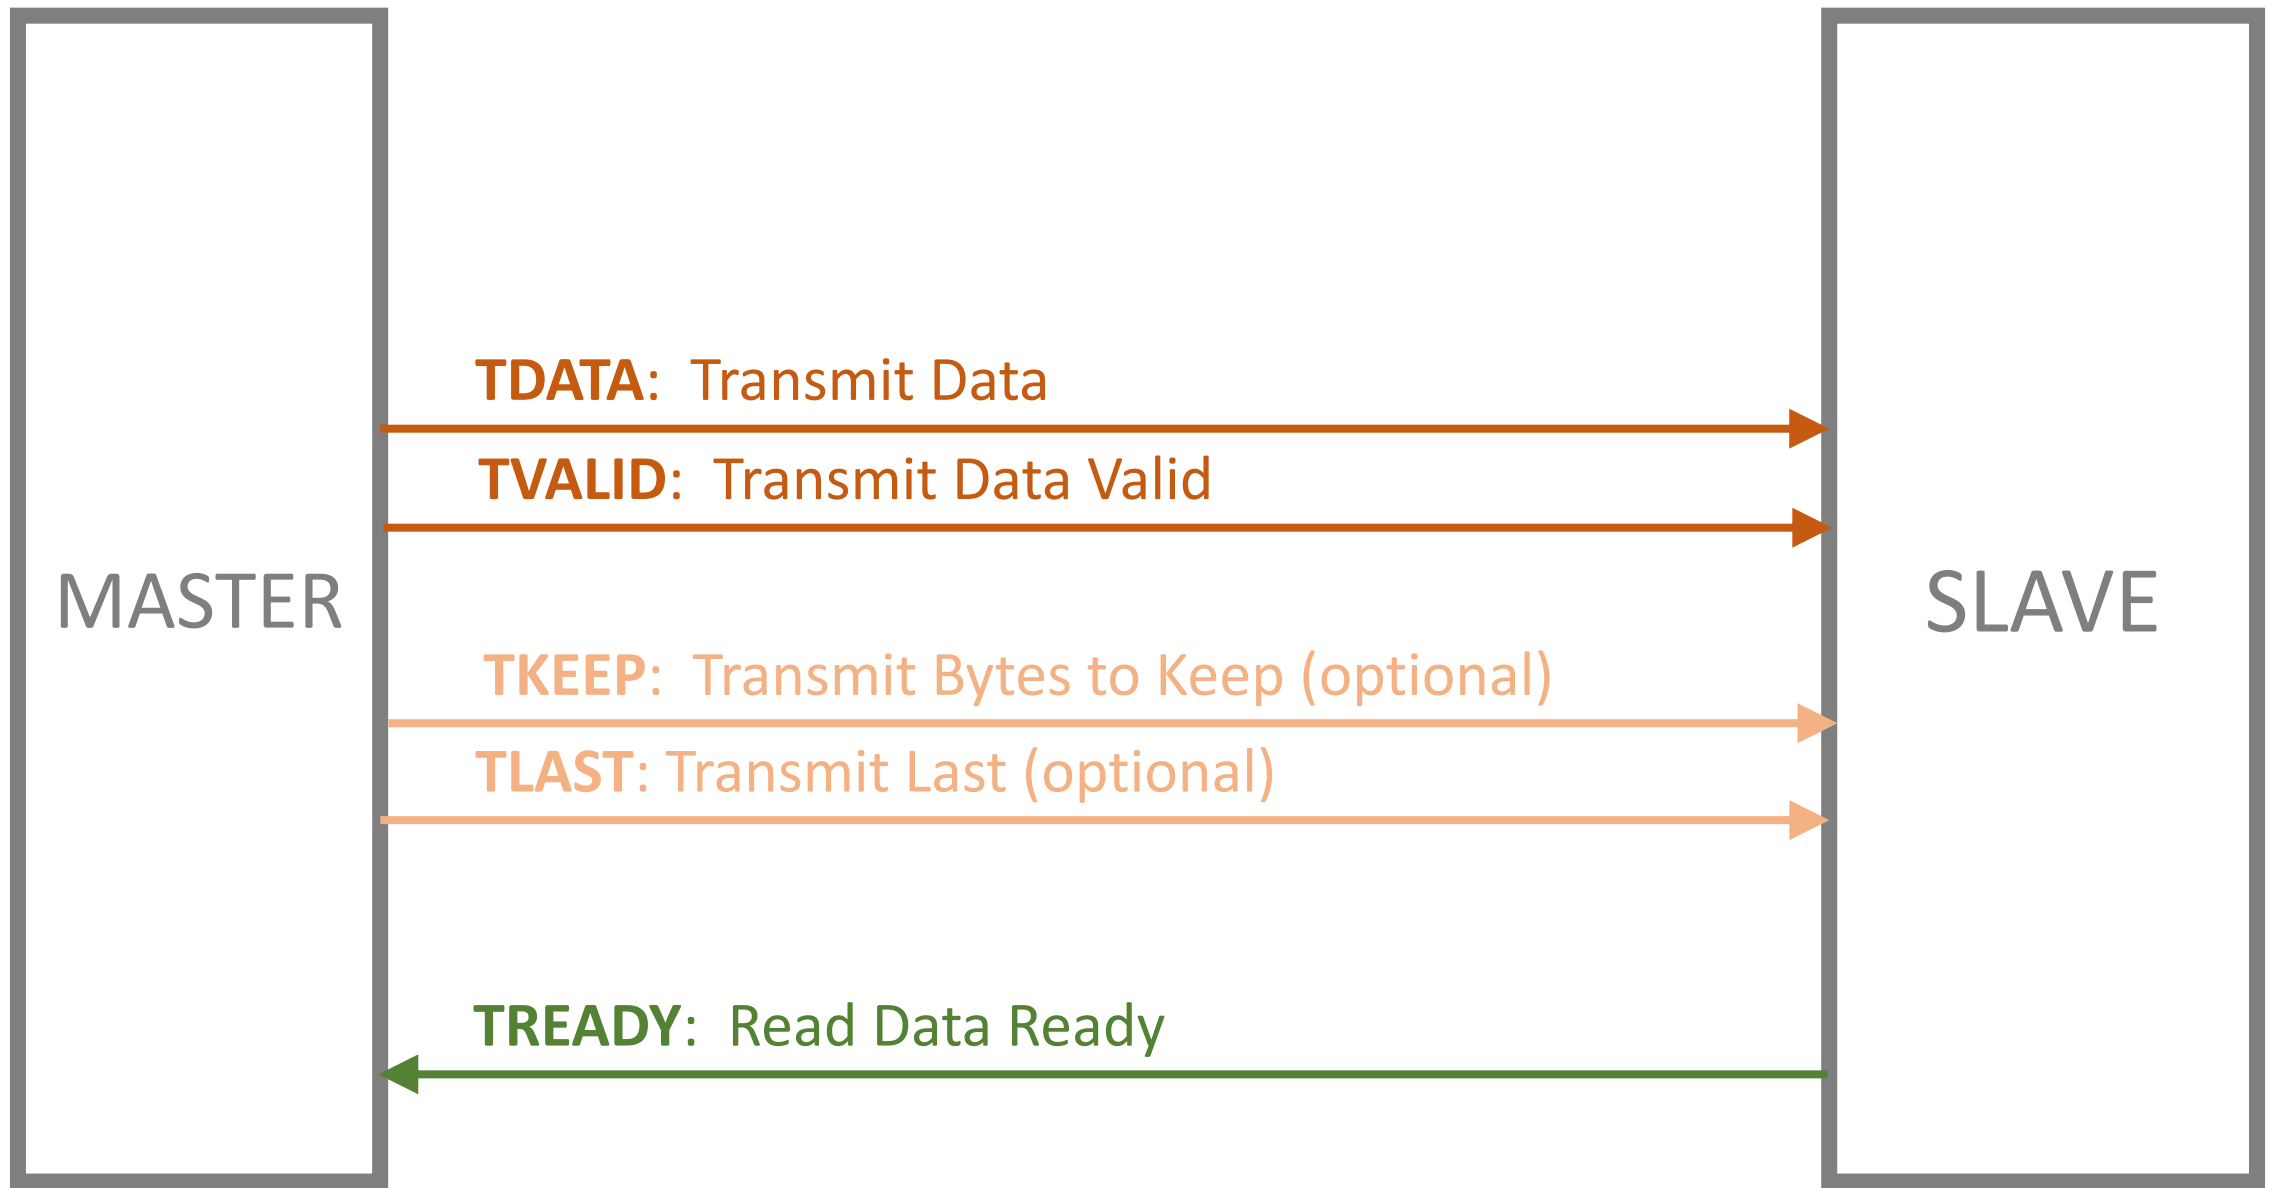 TDATA: Transmit Data
TVALID: Transmit Data Valid
MASTER
SLAVE
TKEEP: Transmit Bytes to Keep (optional)
TLAST: Transmit Last (optional)
TREADY: Read Data Ready